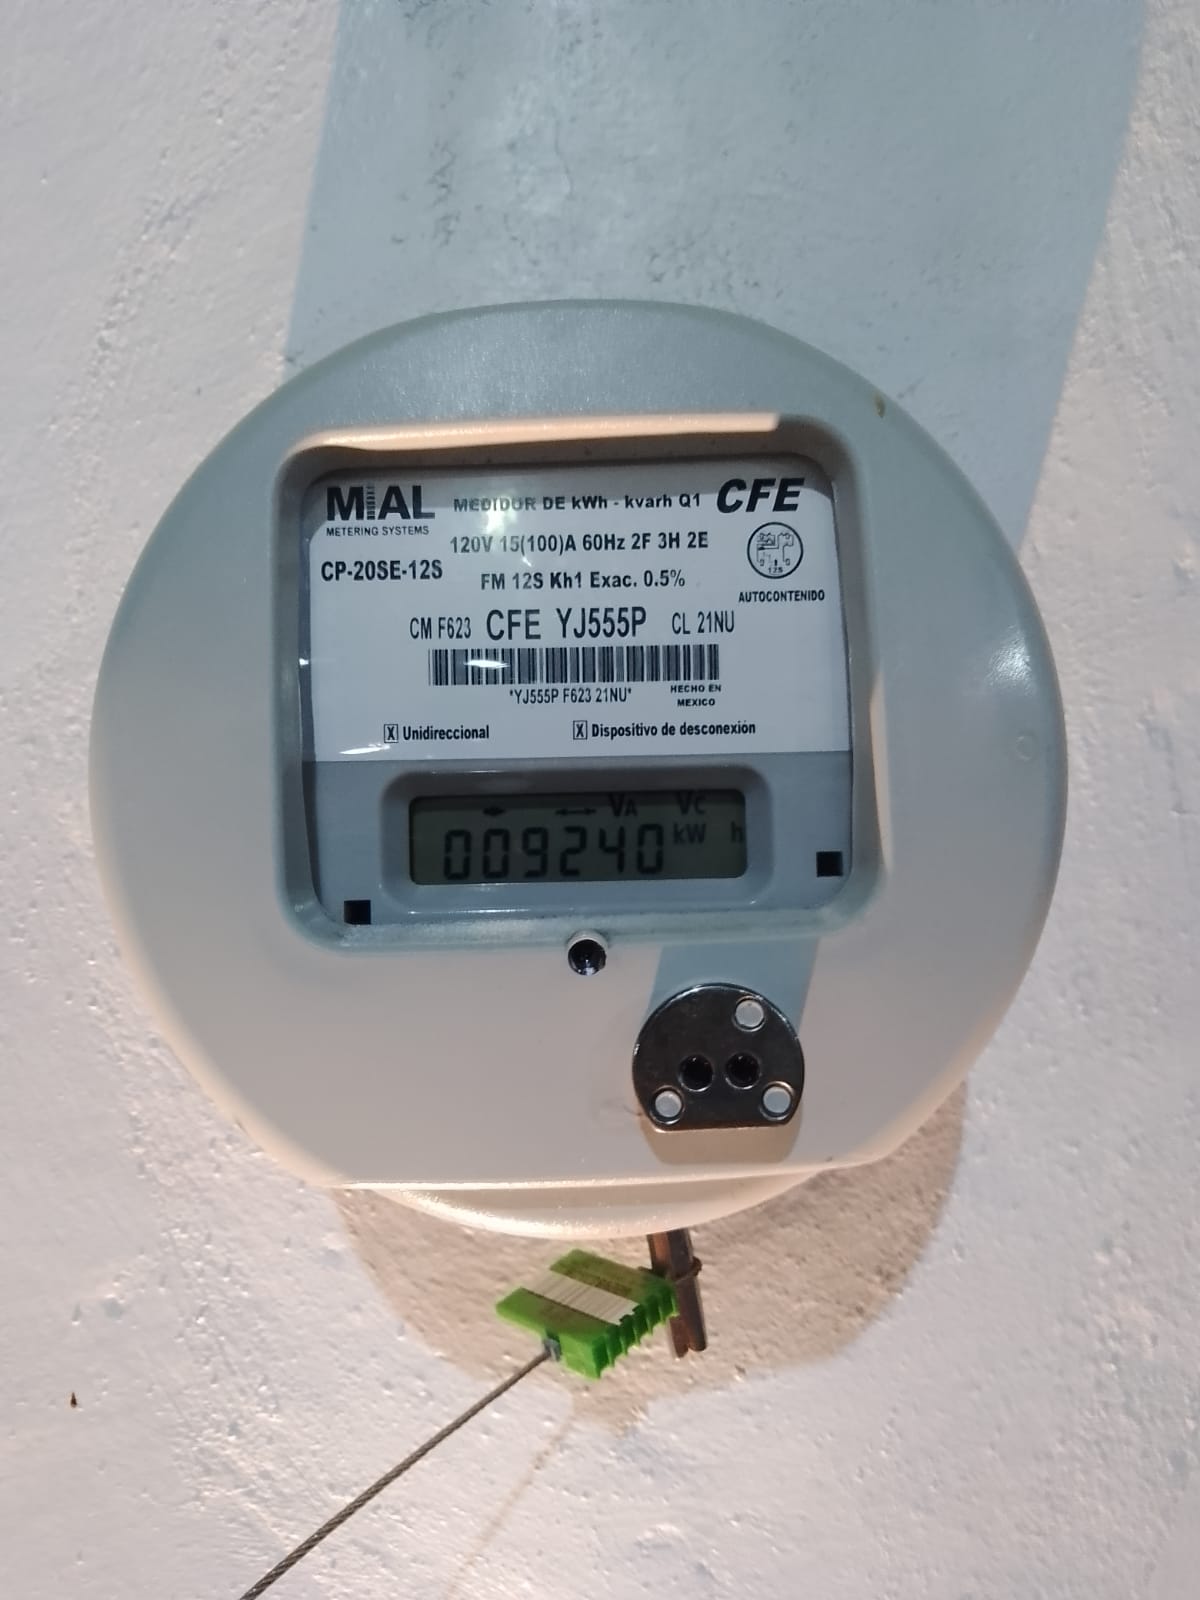 MIAL
METERING SYSTEMS
MEDIDOR DE kWh - kvarh Q1
CFE
120V 15(100)A 60Hz 2F 3H 2E
CP-20SE-12S
FM 12S Kh1 Exac. 0.5%
12S
AUTOCONTENIDO
CM F623 CFE YJ555P CL 21NU
*YJ555P F623 21NU*
HECHO EN
MEXICO
X Unidireccional
X Dispositivo de desconexión
VA VC
009240 kW h